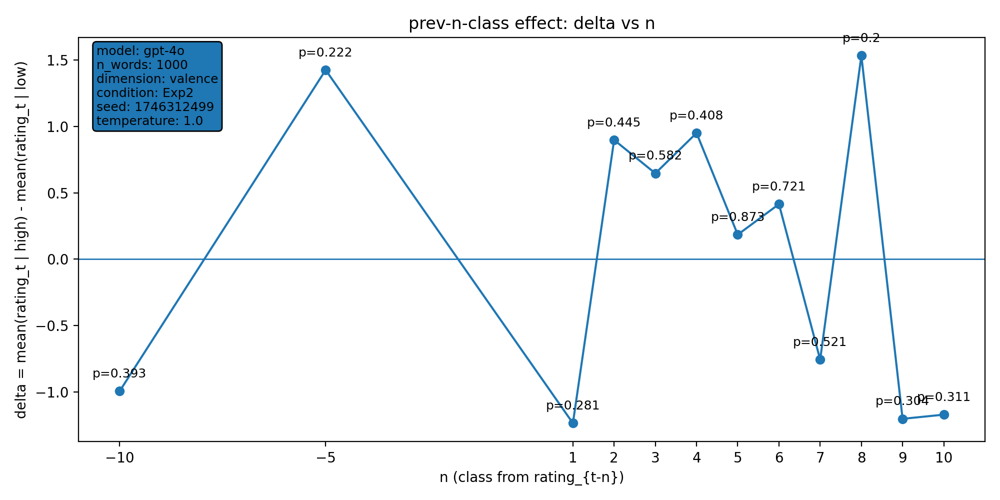 prev-n-class effect: delta vs n
model: gpt-4o
n_words: 1000
dimension: valence
condition: Exp2
seed: 1746312499
temperature: 1.0
delta = mean(rating_t | high) - mean(rating_t | low)
1.5
1.0
0.5
0.0
−0.5
−1.0
p=0.393
p=0.222
p=0.281
p=0.445
p=0.582
p=0.408
p=0.873
p=0.721
p=0.521
p=0.2
p=0.304
p=0.311
−10
−5
1
2
3
4
5
6
7
8
9
10
n (class from rating_{t-n})